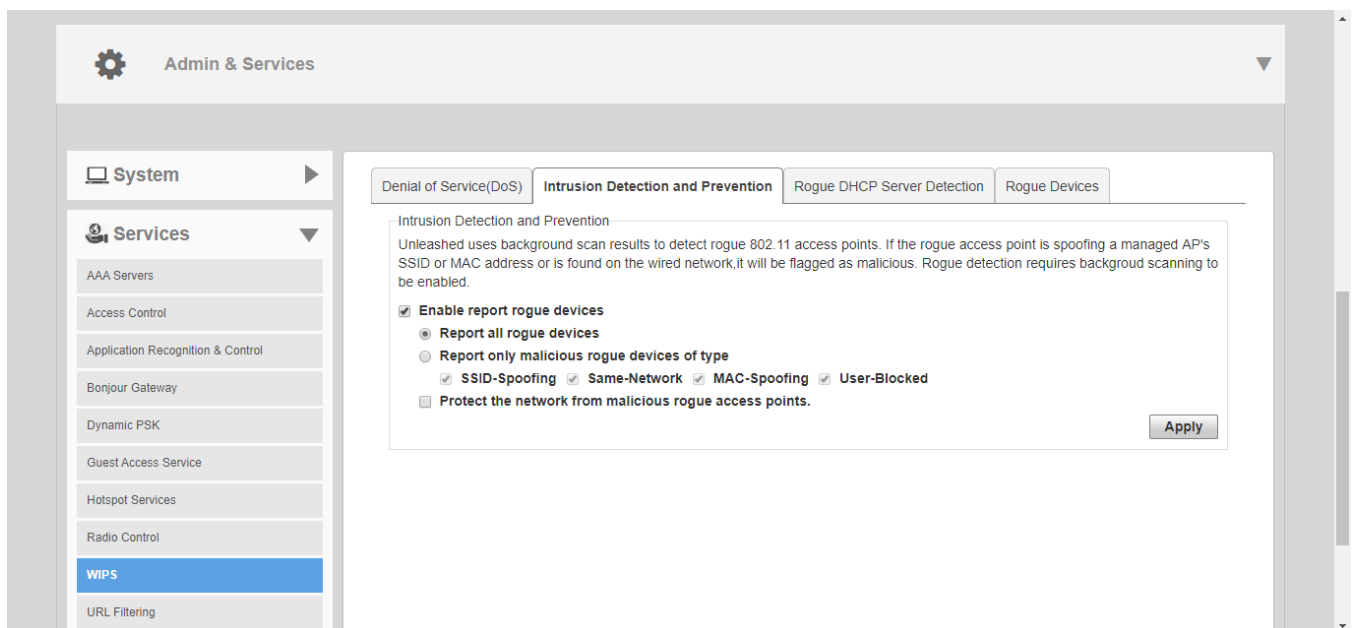 Admin & Services
System
Services
AAA Servers
Access Control
Application Recognition & Control
Bonjour Gateway
Dynamic PSK
Guest Access Service
Hotspot Services
Radio Control
WIPS
URL Filtering
Denial of Service(DoS) Intrusion Detection and Prevention Rogue DHCP Server Detection Rogue Devices
Intrusion Detection and Prevention
Unleashed uses background scan results to detect rogue 802.11 access points. If the rogue access point is spoofing a managed AP's
SSID or MAC address or is found on the wired network,it will be flagged as malicious. Rogue detection requires backgroud scanning to
be enabled.
Enable report rogue devices
Report all rogue devices
Report only malicious rogue devices of type
SSID-Spoofing Same-Network MAC-Spoofing User-Blocked
Protect the network from malicious rogue access points.
Apply